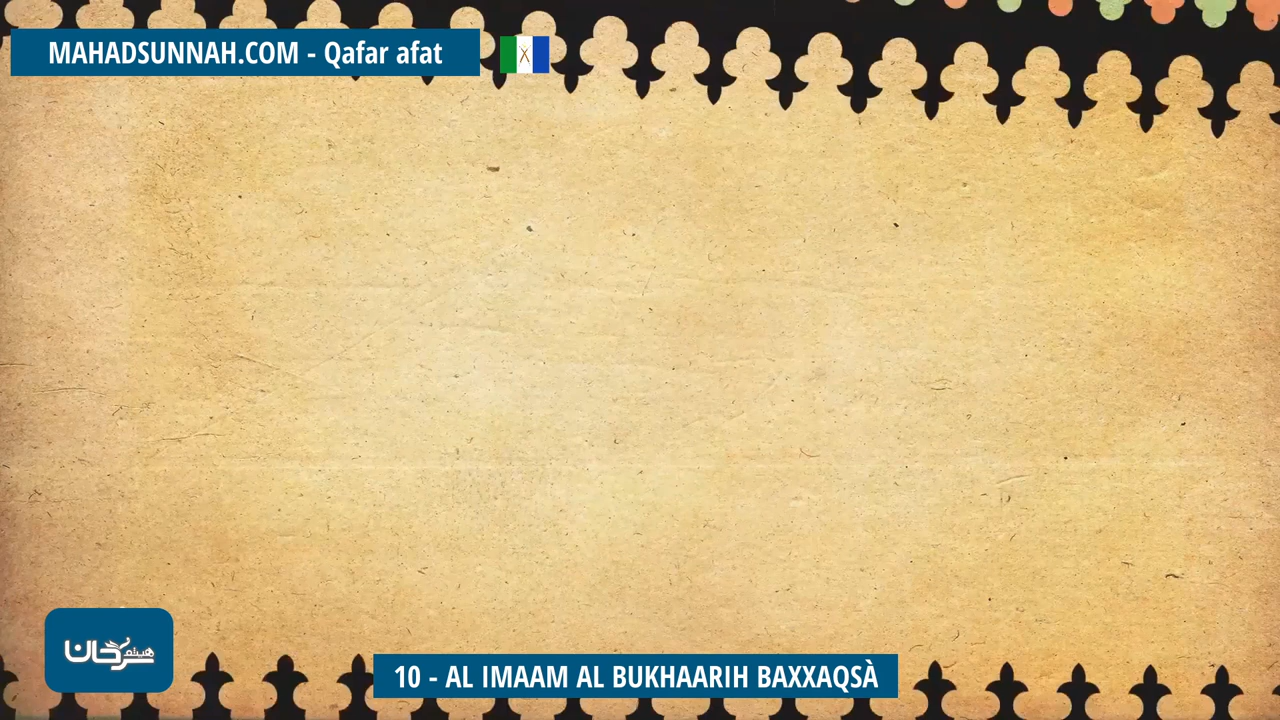 MAHADSUNNAH.COM - Qafar afat
10 - AL IMAAM AL BUKHAARIH BAXXAQSÀ